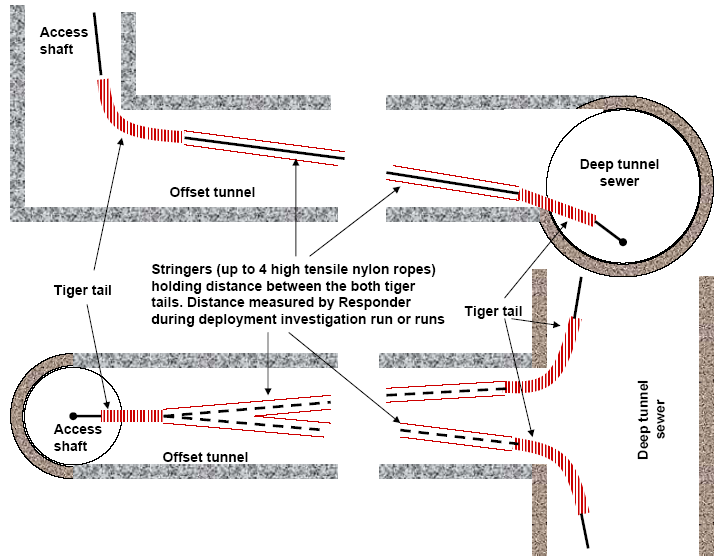 Access
shaft
Deep tunnel
sewer
Offset tunnel
Stringers (up to 4 high tensile nylon ropes)
holding distance between the both tiger
tails. Distance measured by Responder
during deployment investigation run or runs
Tiger tail
Tiger tail
Access
shaft
Offset tunnel
Deep tunnel
sewer